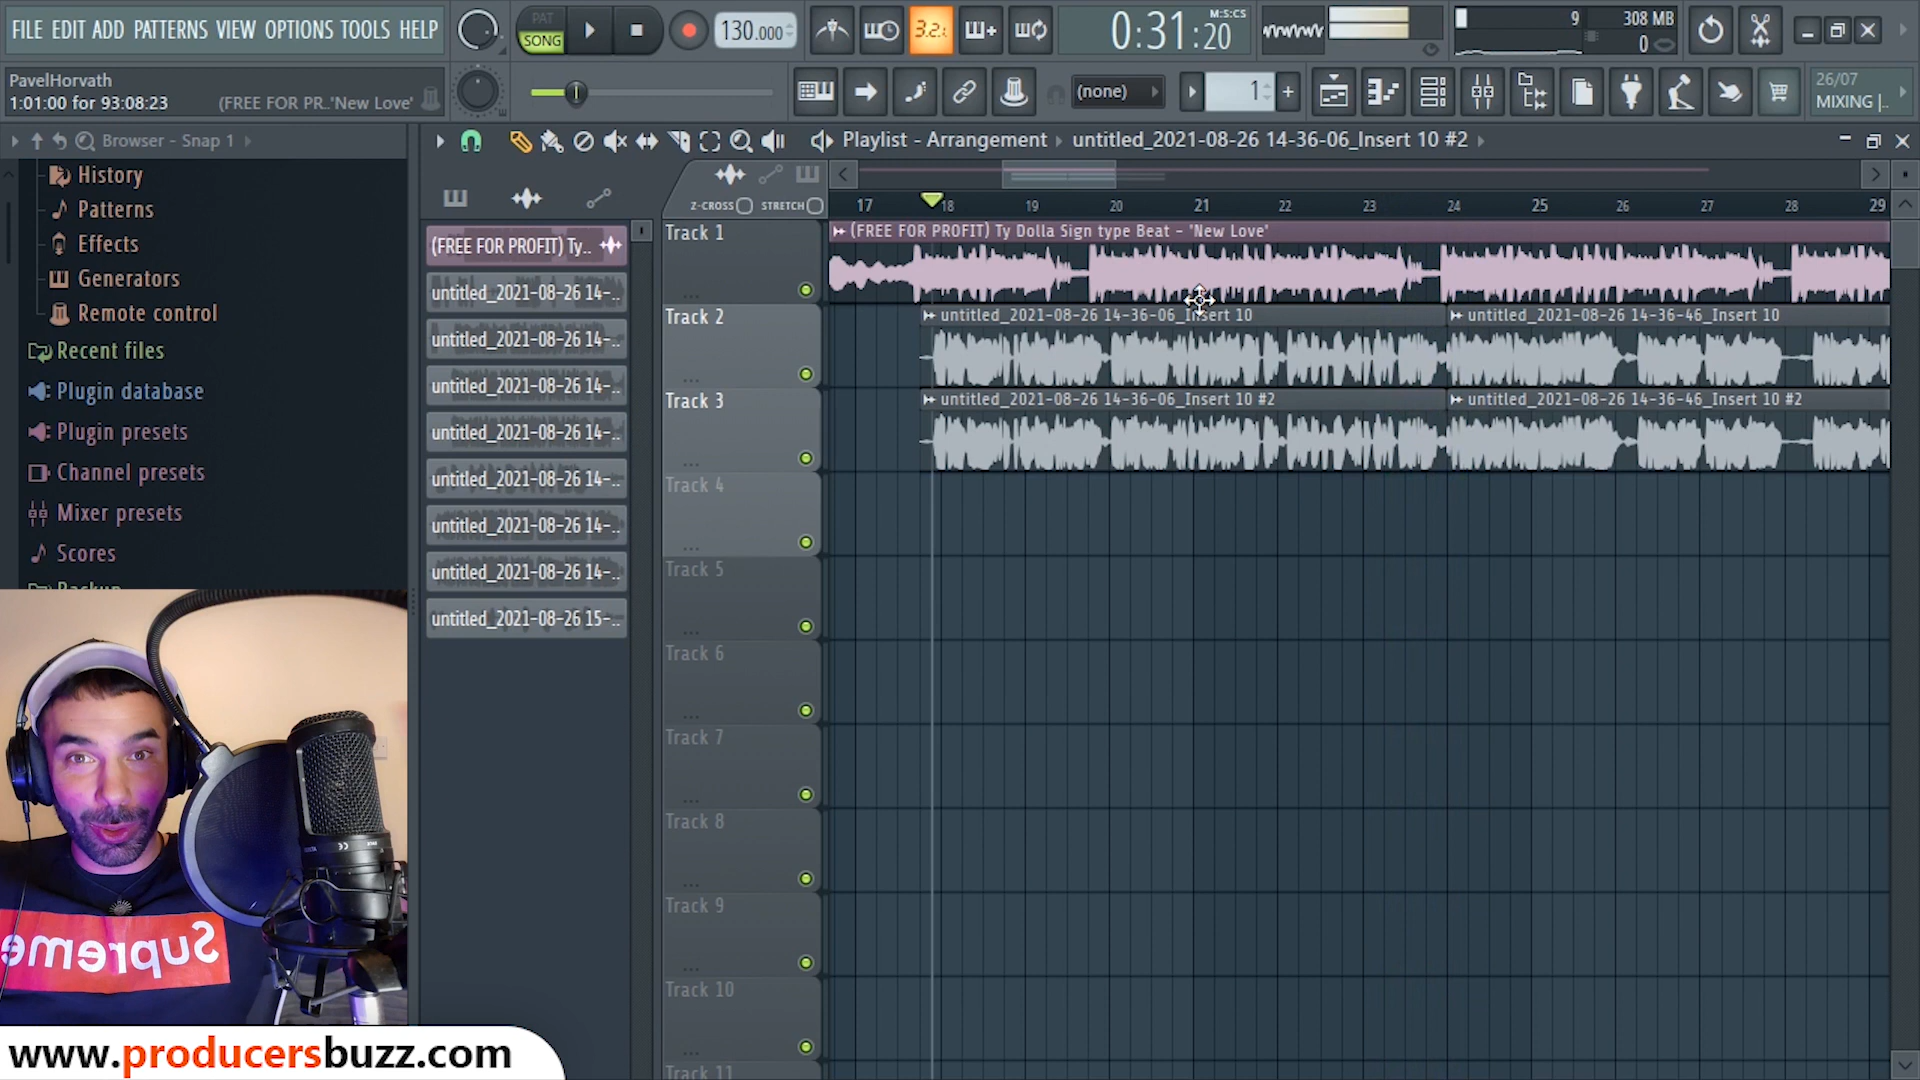 FILE EDIT ADD PATTERNS VIEW OPTIONS TOOLS HELP
PAT
SONG
130.000
3.2.
0:31:20
M:S:CS
9
308 MB
0
PavelHorvath
1:01:00 for 93:08:23
(FREE FOR PR..'New Love'
(none)
1
26/07
MIXING |..
Browser - Snap 1
Playlist - Arrangement
untitled_2021-08-26 14-36-06_Insert 10 #2
History
Patterns
Effects
Generators
Remote control
Recent files
Plugin database
Plugin presets
Channel presets
Mixer presets
Scores
Backup
(FREE FOR PROFIT) Ty..
untitled_2021-08-26 14-..
untitled_2021-08-26 14-..
untitled_2021-08-26 14-..
untitled_2021-08-26 14-..
untitled_2021-08-26 14-..
untitled_2021-08-26 14-..
untitled_2021-08-26 14-..
untitled_2021-08-26 15-..
Z-CROSS
STRETCH
17 18 19 20 21 22 23 24 25 26 27 28 29
Track 1
(FREE FOR PROFIT) Ty Dolla Sign type Beat - 'New Love'
Track 2
untitled_2021-08-26 14-36-06_Insert 10
untitled_2021-08-26 14-36-46_Insert 10
Track 3
untitled_2021-08-26 14-36-06_Insert 10 #2
untitled_2021-08-26 14-36-46_Insert 10 #2
Track 4
Track 5
Track 6
Track 7
Track 8
Track 9
Track 10
Track 11
Supreme
www.producersbuzz.com